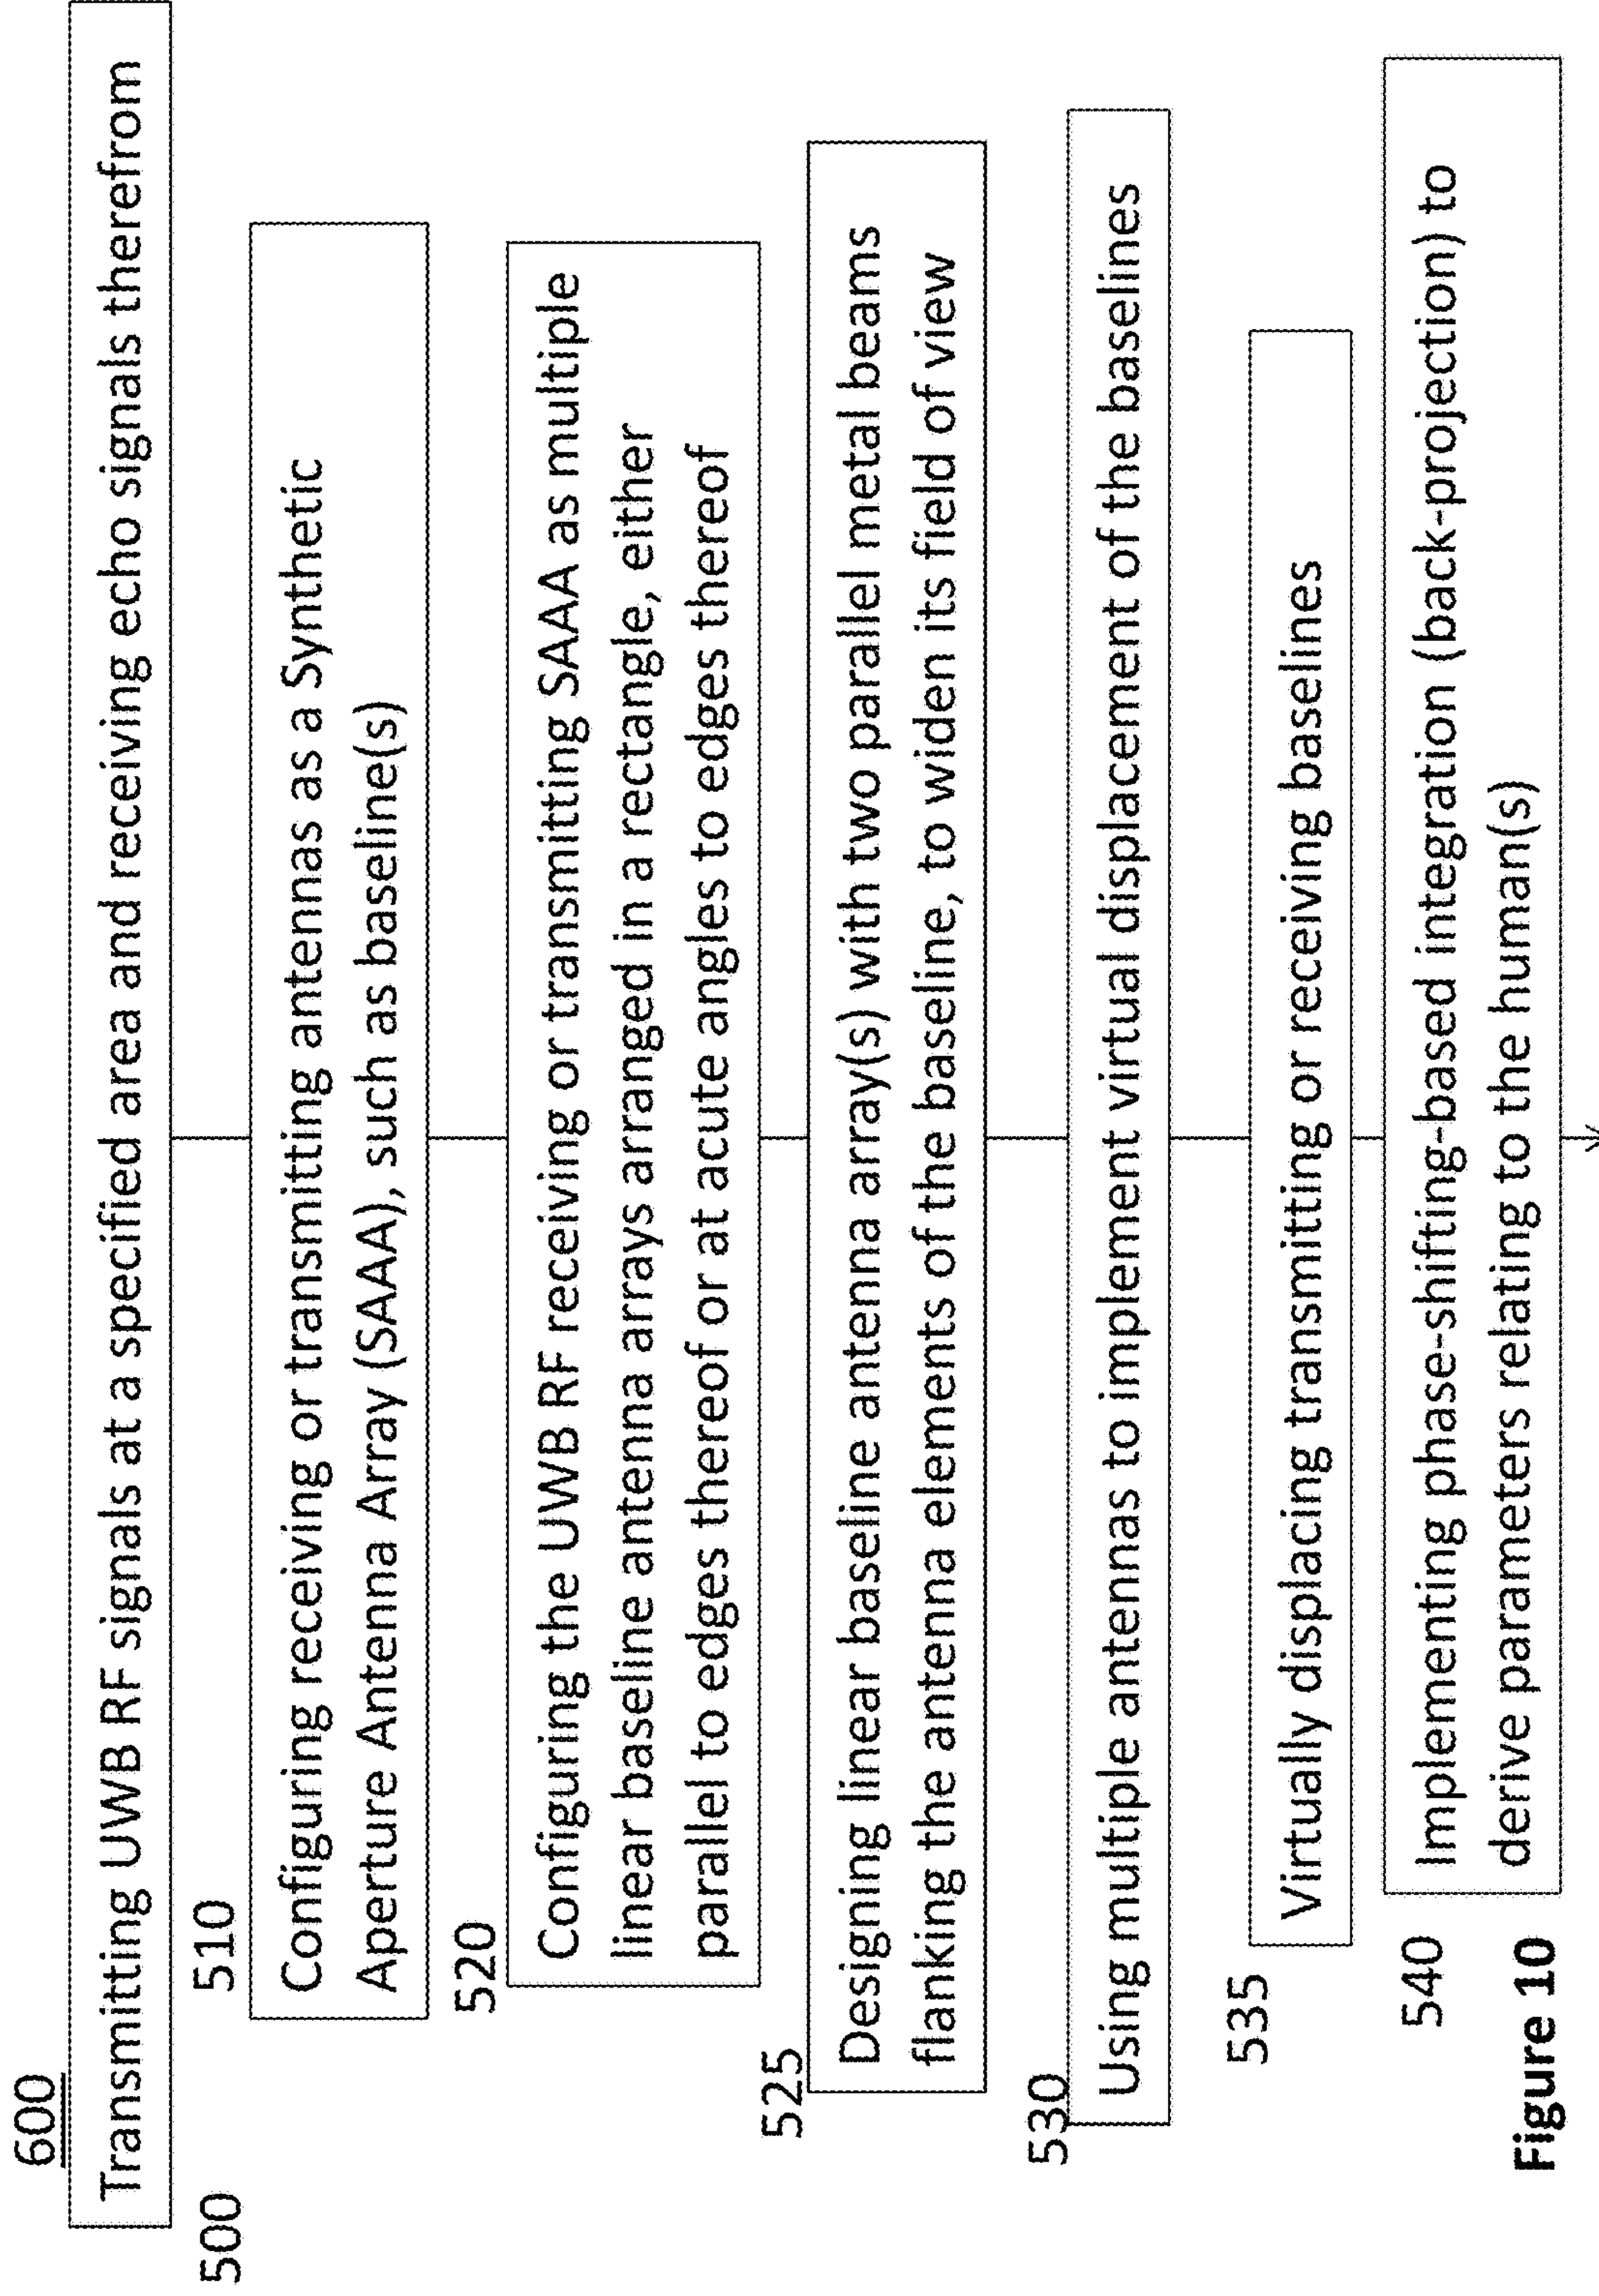 600
Transmitting UWB RF signals at a specified area and receiving echo signals therefrom
500
510
Configuring receiving or transmitting antennas as a Synthetic
Aperture Antenna Array (SAAA), such as baseline(s)
520
Configuring the UWB RF receiving or transmitting SAAA as multiple
linear baseline antenna arrays arranged in a rectangle, either
parallel to edges thereof or at acute angles to edges thereof
525
Designing linear baseline antenna array(s) with two parallel metal beams
flanking the antenna elements of the baseline, to widen its field of view
530
Using multiple antennas to implement virtual displacement of the baselines
535
Virtually displacing transmitting or receiving baselines
540
Implementing phase-shifting-based integration (back-projection) to
derive parameters relating to the human(s)
Figure 10